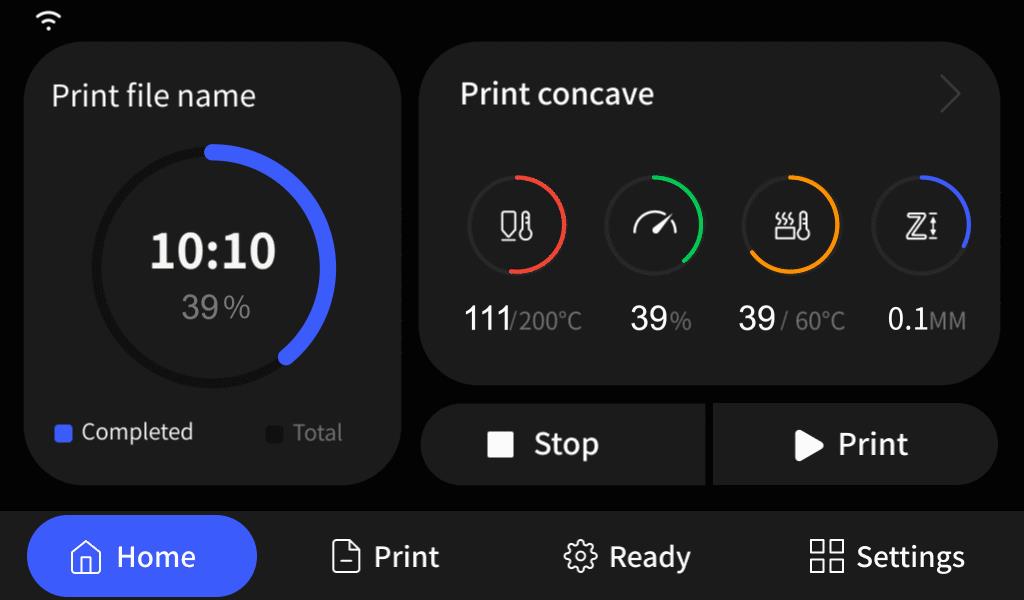 Print file name
10:10
39%
Completed
Total
Print concave
111/200°C
39%
39/ 60°C
0.1MM
Stop
Print
Home
Print
Ready
Settings